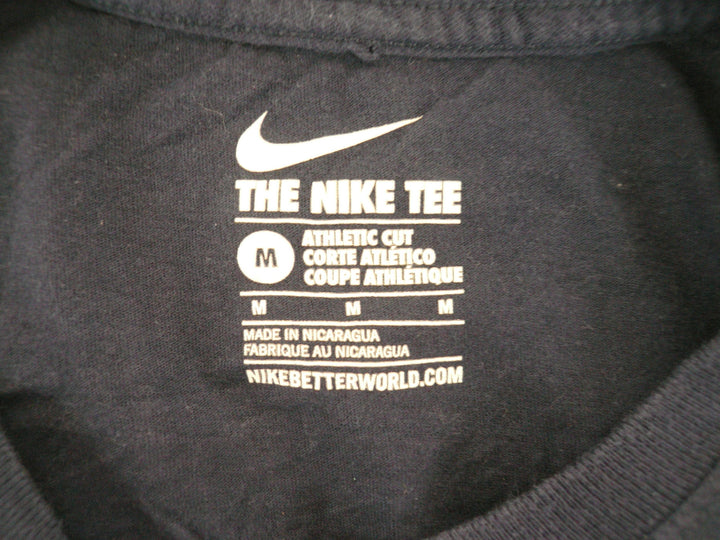 THE NIKE TEE
M
ATHLETIC CUT
CORTE ATLÉTICO
COUPE ATHLÉTIQUE
M M M
MADE IN NICARAGUA
FABRIQUE AU NICARAGUA
NIKEBETTERWORLD.COM